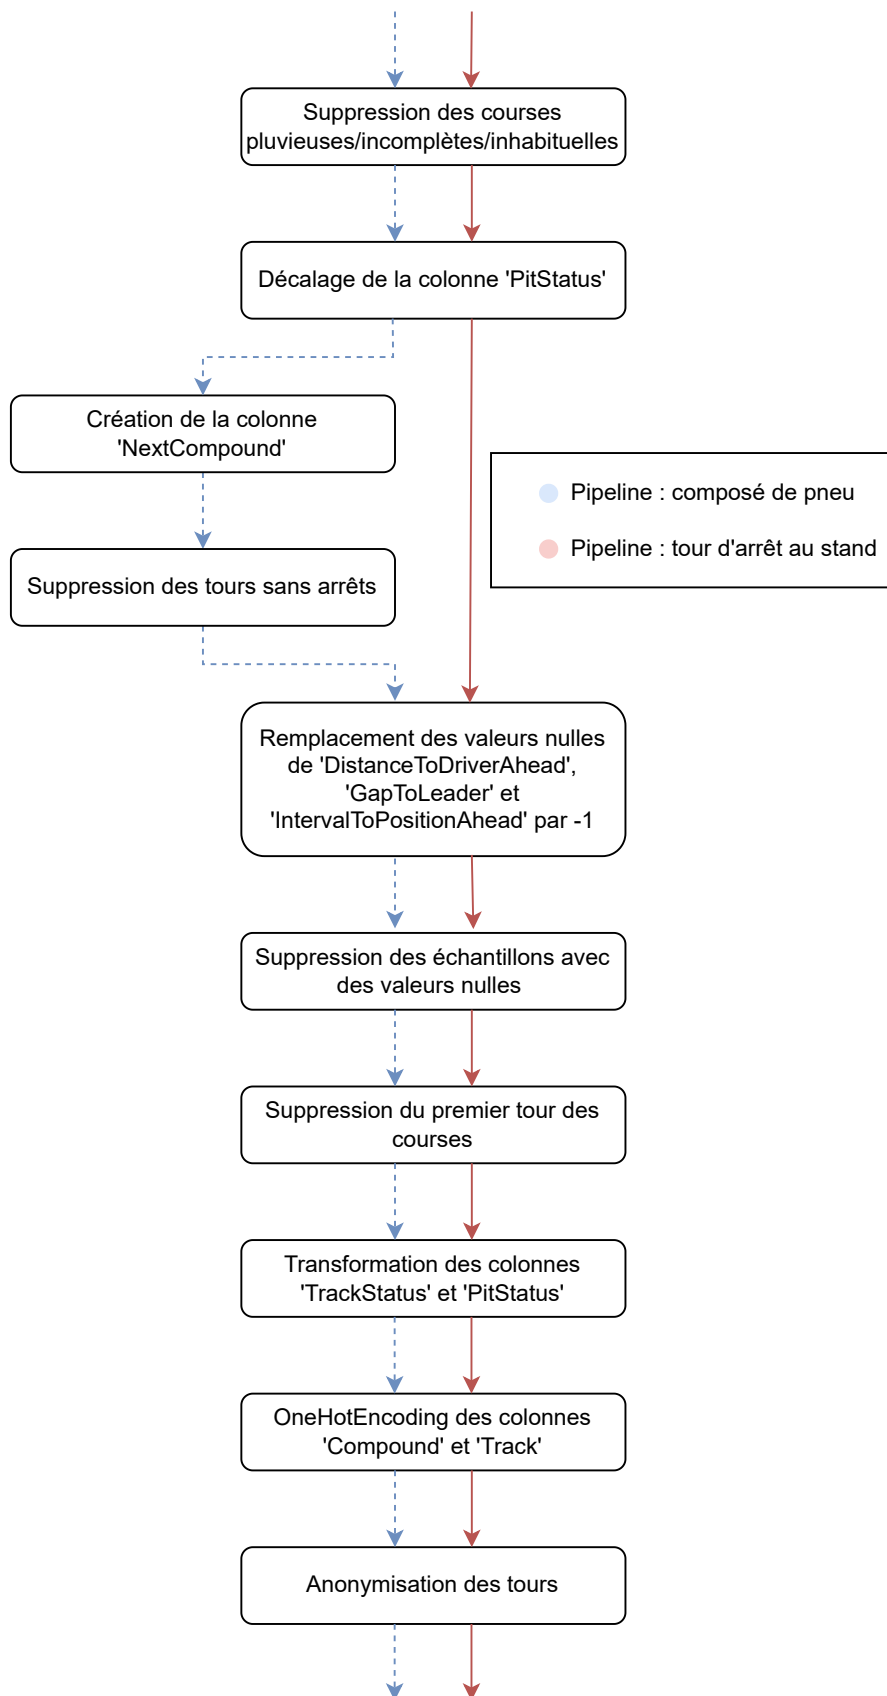 Suppression des courses
pluvieuses/incomplètes/inhabituelles
Décalage de la colonne 'PitStatus'
Création de la colonne
'NextCompound'
Pipeline : composé de pneu
Pipeline : tour d'arrêt au stand
Suppression des tours sans arrêts
Remplacement des valeurs nulles
de 'DistanceToDriverAhead',
'GapToLeader' et
'IntervalToPositionAhead' par -1
Suppression des échantillons avec
des valeurs nulles
Suppression du premier tour des
courses
Transformation des colonnes
'TrackStatus' et 'PitStatus'
OneHotEncoding des colonnes
'Compound' et 'Track'
Anonymisation des tours